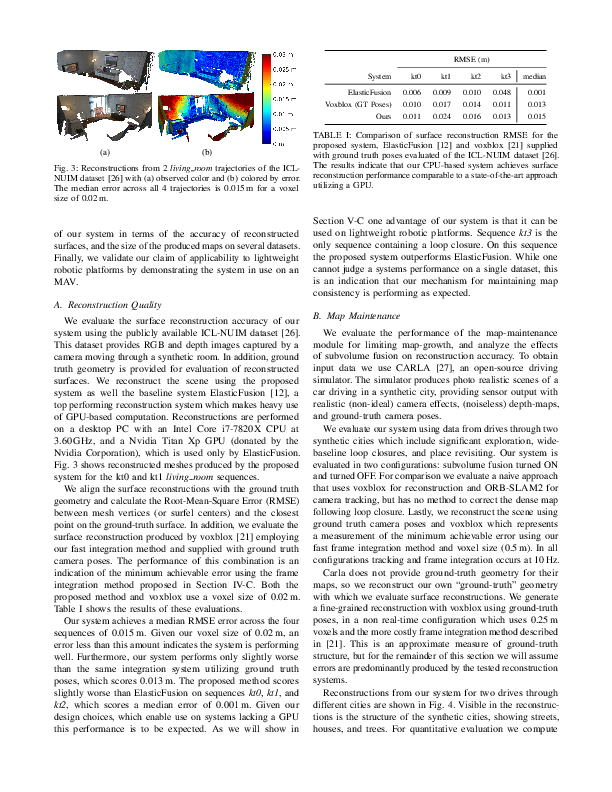 0.03 m
0.025 m
0.02 m
0.015 m
0.01 m
0.005 m
0 m
(a)
(b)
Fig. 3: Reconstructions from 2 living_room trajectories of the ICL-
NUIM dataset [26] with (a) observed color and (b) colored by error.
The median error across all 4 trajectories is 0.015 m for a voxel
size of 0.02 m.
of our system in terms of the accuracy of reconstructed
surfaces, and the size of the produced maps on several datasets.
Finally, we validate our claim of applicability to lightweight
robotic platforms by demonstrating the system in use on an
MAV.
A. Reconstruction Quality
We evaluate the surface reconstruction accuracy of our
system using the publicly available ICL-NUIM dataset [26].
This dataset provides RGB and depth images captured by a
camera moving through a synthetic room. In addition, ground
truth geometry is provided for evaluation of reconstructed
surfaces. We reconstruct the scene using the proposed
system as well the baseline system ElasticFusion [12], a
top performing reconstruction system which makes heavy use
of GPU-based computation. Reconstructions are performed
on a desktop PC with an Intel Core i7-7820X CPU at
3.60GHz, and a Nvidia Titan Xp GPU (donated by the
Nvidia Corporation), which is used only by ElasticFusion.
Fig. 3 shows reconstructed meshes produced by the proposed
system for the kt0 and kt1 living_room sequences.
We align the surface reconstructions with the ground truth
geometry and calculate the Root-Mean-Square Error (RMSE)
between mesh vertices (or surfel centers) and the closest
point on the ground-truth surface. In addition, we evaluate the
surface reconstruction produced by voxblox [21] employing
our fast integration method and supplied with ground truth
camera poses. The performance of this combination is an
indication of the minimum achievable error using the frame
integration method proposed in Section IV-C. Both the
proposed method and voxblox use a voxel size of 0.02 m.
Table I shows the results of these evaluations.
Our system achieves a median RMSE error across the four
sequences of 0.015 m. Given our voxel size of 0.02 m, an
error less than this amount indicates the system is performing
well. Furthermore, our system performs only slightly worse
than the same integration system utilizing ground truth
poses, which scores 0.013 m. The proposed method scores
slightly worse than ElasticFusion on sequences kt0, kt1, and
kt2, which scores a median error of 0.001 m. Given our
design choices, which enable use on systems lacking a GPU
this performance is to be expected. As we will show in
RMSE (m)
System kt0 kt1 kt2 kt3 median
ElasticFusion 0.006 0.009 0.010 0.048 0.001
Voxblox (GT Poses) 0.010 0.017 0.014 0.011 0.013
Ours 0.011 0.024 0.016 0.013 0.015
TABLE I: Comparison of surface reconstruction RMSE for the
proposed system, ElasticFusion [12] and voxblox [21] supplied
with ground truth poses evaluated of the ICL-NUIM dataset [26].
The results indicate that our CPU-based system achieves surface
reconstruction performance comparable to a state-of-the-art approach
utilizing a GPU.
Section V-C one advantage of our system is that it can be
used on lightweight robotic platforms. Sequence kt3 is the
only sequence containing a loop closure. On this sequence
the proposed system outperforms ElasticFusion. While one
cannot judge a systems performance on a single dataset, this
is an indication that our mechanism for maintaining map
consistency is performing as expected.
B. Map Maintenance
We evaluate the performance of the map-maintenance
module for limiting map-growth, and analyze the effects
of subvolume fusion on reconstruction accuracy. To obtain
input data we use CARLA [27], an open-source driving
simulator. The simulator produces photo realistic scenes of a
car driving in a synthetic city, providing sensor output with
realistic (non-ideal) camera effects, (noiseless) depth-maps,
and ground-truth camera poses.
We evaluate our system using data from drives through two
synthetic cities which include significant exploration, wide-
baseline loop closures, and place revisiting. Our system is
evaluated in two configurations: subvolume fusion turned ON
and turned OFF. For comparison we evaluate a naive approach
that uses voxblox for reconstruction and ORB-SLAM2 for
camera tracking, but has no method to correct the dense map
following loop closure. Lastly, we reconstruct the scene using
ground truth camera poses and voxblox which represents
a measurement of the minimum achievable error using our
fast frame integration method and voxel size (0.5 m). In all
configurations tracking and frame integration occurs at 10 Hz.
Carla does not provide ground-truth geometry for their
maps, so we reconstruct our own “ground-truth” geometry
with which we evaluate surface reconstructions. We generate
a fine-grained reconstruction with voxblox using ground-truth
poses, in a non real-time configuration which uses 0.25 m
voxels and the more costly frame integration method described
in [21]. This is an approximate measure of ground-truth
structure, but for the remainder of this section we will assume
errors are predominantly produced by the tested reconstruction
systems.
Reconstructions from our system for two drives through
different cities are shown in Fig. 4. Visible in the reconstruc-
tions is the structure of the synthetic cities, showing streets,
houses, and trees. For quantitative evaluation we compute